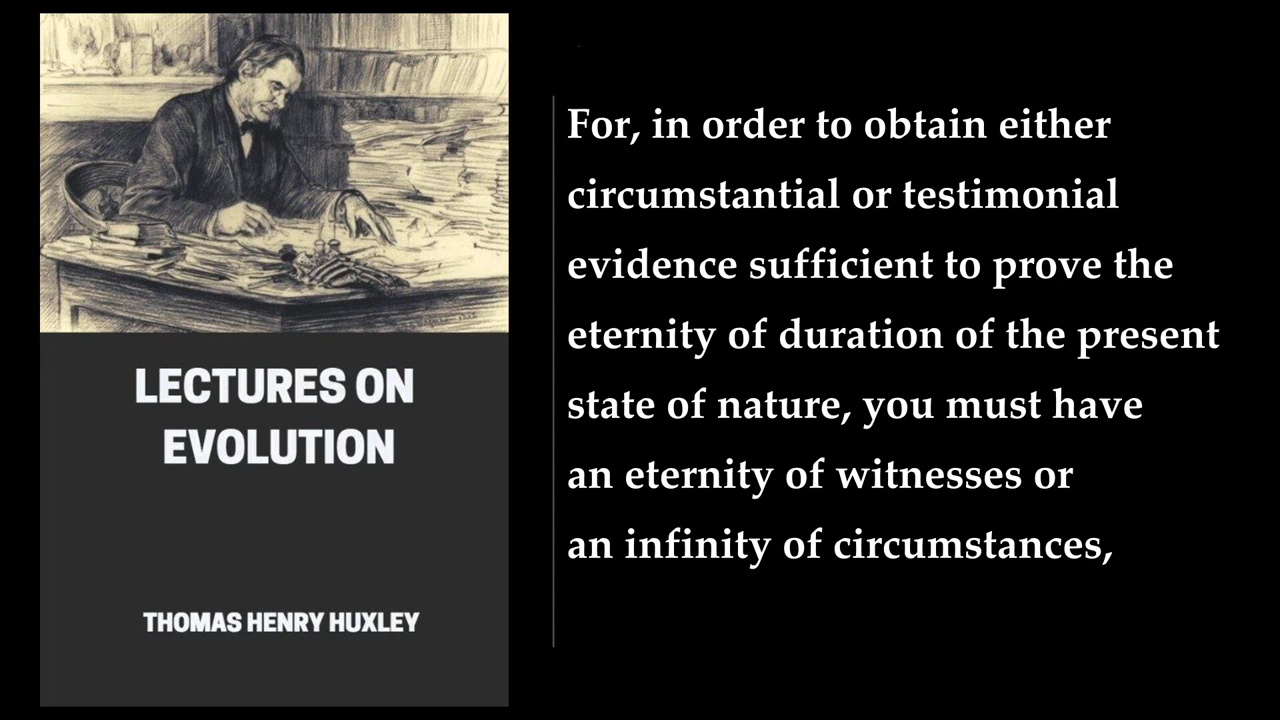 LECTURES ON
EVOLUTION
THOMAS HENRY HUXLEY
For, in order to obtain either
circumstantial or testimonial
evidence sufficient to prove the
eternity of duration of the present
state of nature, you must have
an eternity of witnesses or
an infinity of circumstances,